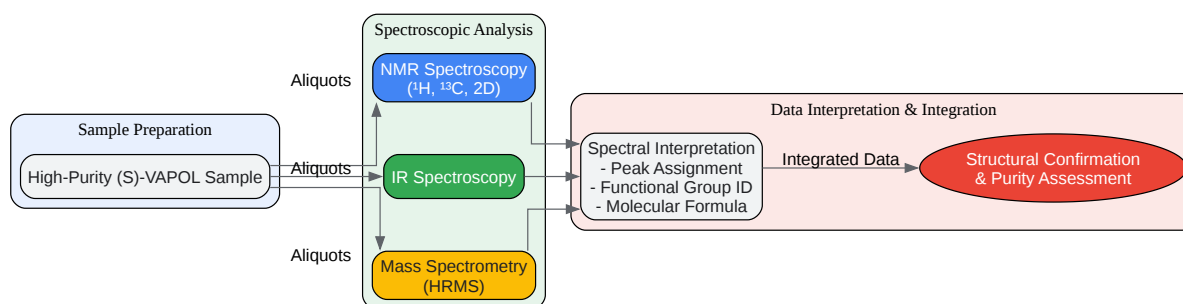 Sample Preparation
High-Purity (S)-VAPOL Sample
Aliquots
Aliquots
Aliquots
Spectroscopic Analysis
NMR Spectroscopy
(¹H, ¹³C, 2D)
IR Spectroscopy
Mass Spectrometry
(HRMS)
Data Interpretation & Integration
Spectral Interpretation
- Peak Assignment
- Functional Group ID
- Molecular Formula
Integrated Data
Structural Confirmation
& Purity Assessment